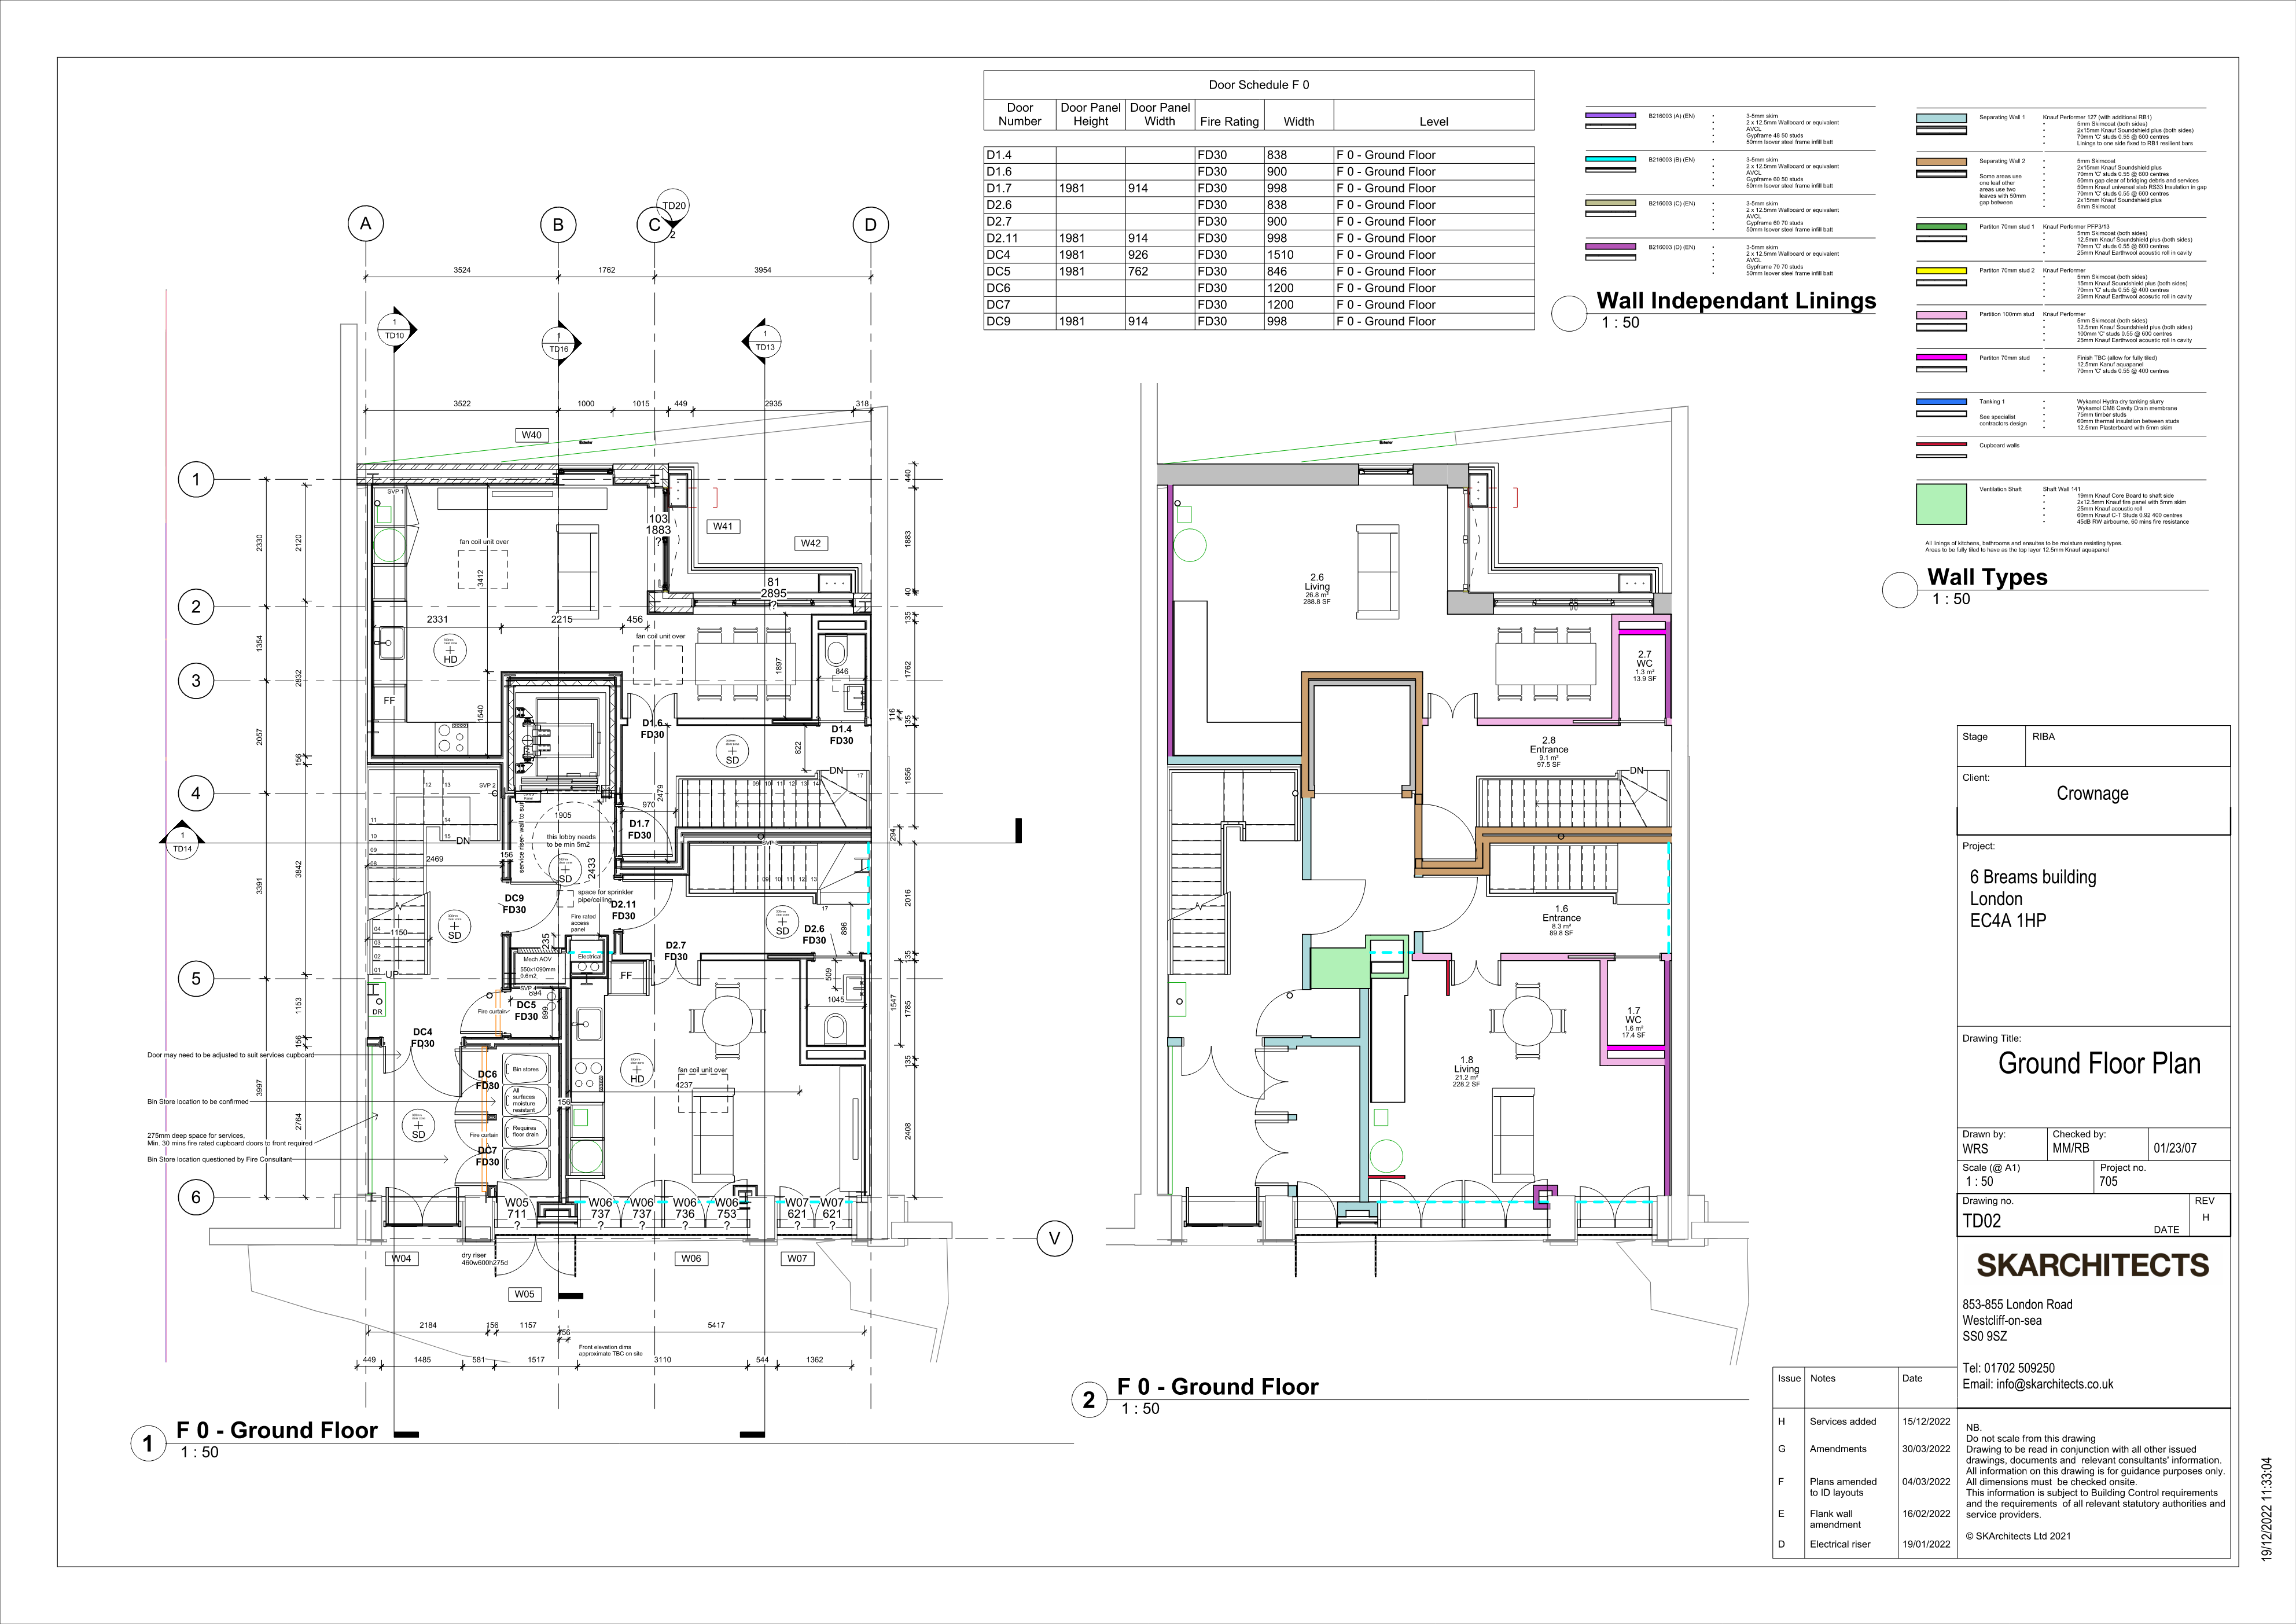 Door Schedule F 0
Door Number | Door Panel Height | Door Panel Width | Fire Rating | Width | Level
D1.4 FD30 838 F 0 - Ground Floor
D1.6 FD30 900 F 0 - Ground Floor
D1.7 1981 914 FD30 998 F 0 - Ground Floor
D2.6 FD30 838 F 0 - Ground Floor
D2.7 FD30 900 F 0 - Ground Floor
D2.11 1981 914 FD30 998 F 0 - Ground Floor
DC4 1981 926 FD30 1510 F 0 - Ground Floor
DC5 1981 762 FD30 846 F 0 - Ground Floor
DC6 FD30 1200 F 0 - Ground Floor
DC7 FD30 1200 F 0 - Ground Floor
DC9 1981 914 FD30 998 F 0 - Ground Floor
B216003 (A) (EN)
3-5mm skim
2 x 12.5mm Wallboard or equivalent
AVCL
Gypframe 48 50 studs
50mm Isover steel frame infill batt
B216003 (B) (EN)
3-5mm skim
2 x 12.5mm Wallboard or equivalent
AVCL
Gypframe 60 50 studs
50mm Isover steel frame infill batt
B216003 (C) (EN)
3-5mm skim
2 x 12.5mm Wallboard or equivalent
AVCL
Gypframe 60 70 studs
50mm Isover steel frame infill batt
B216003 (D) (EN)
3-5mm skim
2 x 12.5mm Wallboard or equivalent
AVCL
Gypframe 70 70 studs
50mm Isover steel frame infill batt
Wall Independant Linings
1 : 50
Separating Wall 1 Knauf Performer 127 (with additional RB1)
5mm Skimcoat (both sides)
2x15mm Knauf Soundshield plus (both sides)
70mm 'C' studs 0.55 @ 600 centres
Linings to one side fixed to RB1 resilient bars
Separating Wall 2
Some areas use
one leaf other
areas use two
leaves with 50mm
gap between
5mm Skimcoat
2x15mm Knauf Soundshield plus
70mm 'C' studs 0.55 @ 600 centres
50mm gap clear of bridging debris and services
50mm Knauf universal slab RS33 Insulation in gap
70mm 'C' studs 0.55 @ 600 centres
2x15mm Knauf Soundshield plus
5mm Skimcoat
Partiton 70mm stud 1 Knauf Performer PFP3/13
5mm Skimcoat (both sides)
12.5mm Knauf Soundshield plus (both sides)
70mm 'C' studs 0.55 @ 600 centres
25mm Knauf Earthwool acoustic roll in cavity
Partiton 70mm stud 2 Knauf Performer
5mm Skimcoat (both sides)
15mm Knauf Soundshield plus (both sides)
70mm 'C' studs 0.55 @ 400 centres
25mm Knauf Earthwool acosutic roll in cavity
Partition 100mm stud Knauf Performer
5mm Skimcoat (both sides)
12.5mm Knauf Soundshield plus (both sides)
100mm 'C' studs 0.55 @ 600 centres
25mm Knauf Earthwool acoustic roll in cavity
Partiton 70mm stud
Finish TBC (allow for fully tiled)
12.5mm Kanuf aquapanel
70mm 'C' studs 0.55 @ 400 centres
Tanking 1
See specialist
contractors design
Wykamol Hydra dry tanking slurry
Wykamol CM8 Cavity Drain membrane
75mm timber studs
60mm thermal insulation between studs
12.5mm Plasterboard with 5mm skim
Cupboard walls
Ventilation Shaft Shaft Wall 141
19mm Knauf Core Board to shaft side
2x12.5mm Knauf fire panel with 5mm skim
25mm Knauf acoustic roll
60mm Knauf C-T Studs 0.92 400 centres
45dB RW airbourne, 60 mins fire resistance
All linings of kitchens, bathrooms and ensuites to be moisture resisting types.
Areas to be fully tiled to have as the top layer 12.5mm Knauf aquapanel
Wall Types
1 : 50
A B C D
TD20
2
3524 1762 3954
1 TD10
1 TD16
1 TD13
3522 1000 1015 449 2935 318
W40
Exterior
1
SVP 1
103
1883
?
W41
W42
fan coil unit over
2330 2120 3412 440 1883
81
2895
?
2
2331 2215 456
fan coil unit over
HD
1354 2832 1897 846 40 135 1762
3
FF
1540
D1.6
FD30
D1.4
FD30
SD
822
DN
116 135
2057 156
4
12 13 SVP 2
09 10 11 12 13 14 17
970 2479 1856
1905
D1.7
FD30
this lobby needs
to be min 5m2
service riser- wall to suit
11 10 09 08 14 15
DN
2469 156 2433 294
1
TD14
SD
SVP 3
09 10 11 12 13
17
3391 3842 2016
DC9
FD30
space for sprinkler
pipe/ceiling
D2.11
FD30
Fire rated
access
panel
SD
1150
04 03 02 01
UP
235
SD
D2.6
FD30
896
D2.7
FD30
135
Mech AOV
550x1090mm
0.6m2
Electrical
5
SVP 4
894
FF
509
1045
DR
DC5
FD30
899
Fire curtain
DC4
FD30
1153 156 1547 1785
Door may need to be adjusted to suit services cupboard
Bin stores
DC6
FD30
All
surfaces
moisture
resistant
HD
fan coil unit over
4237
135
Bin Store location to be confirmed
156
3997 2764 2408
SD
Fire curtain
Requires
floor drain
275mm deep space for services,
Min. 30 mins fire rated cupboard doors to front required
DC7
FD30
Bin Store location questioned by Fire Consultant
6
W05 711 ?
W06 737 ?
W06 737 ?
W06 736 ?
W06 753 ?
W07 621 ?
W07 621 ?
V
W04
dry riser
460w600h275d
W06
W07
W05
2184 156 1157 156 5417
Front elevation dims
approximate TBC on site
449 1485 581 1517 3110 544 1362
1
F 0 - Ground Floor
1 : 50
Exterior
2.6
Living
26.8 m²
288.8 SF
2.7
WC
1.3 m²
13.9 SF
2.8
Entrance
9.1 m²
97.5 SF
DN
1.6
Entrance
8.3 m²
89.8 SF
1.7
WC
1.6 m²
17.4 SF
1.8
Living
21.2 m²
228.2 SF
2
F 0 - Ground Floor
1 : 50
Stage RIBA
Client:
Crownage
Project:
6 Breams building
London
EC4A 1HP
Drawing Title:
Ground Floor Plan
Drawn by: Checked by:
WRS MM/RB 01/23/07
Scale (@ A1) Project no.
1 : 50 705
Drawing no. REV
TD02 H
DATE
SKARCHITECTS
853-855 London Road
Westcliff-on-sea
SS0 9SZ
Tel: 01702 509250
Email: info@skarchitects.co.uk
Issue Notes Date
H Services added 15/12/2022
G Amendments 30/03/2022
F Plans amended to ID layouts 04/03/2022
E Flank wall amendment 16/02/2022
D Electrical riser 19/01/2022
NB.
Do not scale from this drawing
Drawing to be read in conjunction with all other issued
drawings, documents and relevant consultants' information.
All information on this drawing is for guidance purposes only.
All dimensions must be checked onsite.
This information is subject to Building Control requirements
and the requirements of all relevant statutory authorities and
service providers.
© SKArchitects Ltd 2021
19/12/2022 11:33:04